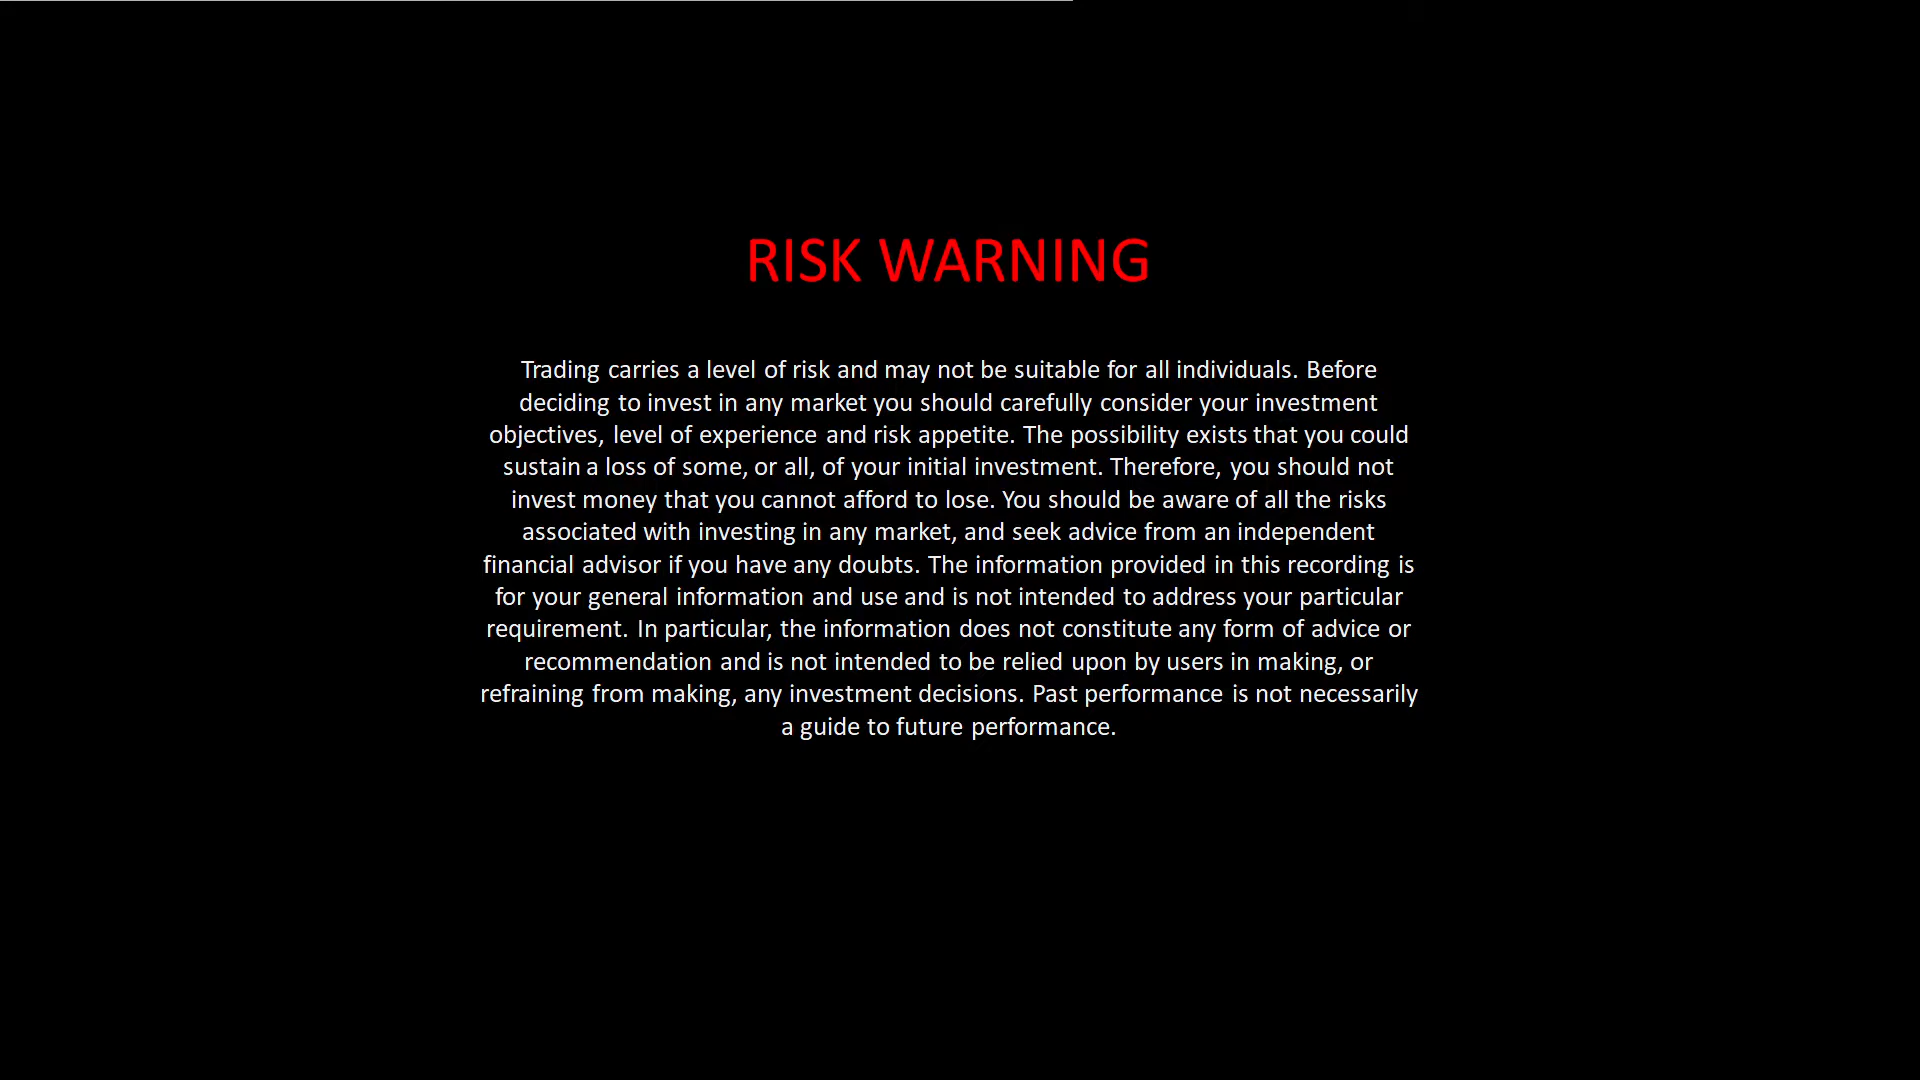 RISK WARNING
Trading carries a level of risk and may not be suitable for all individuals. Before
deciding to invest in any market you should carefully consider your investment
objectives, level of experience and risk appetite. The possibility exists that you could
sustain a loss of some, or all, of your initial investment. Therefore, you should not
invest money that you cannot afford to lose. You should be aware of all the risks
associated with investing in any market, and seek advice from an independent
financial advisor if you have any doubts. The information provided in this recording is
for your general information and use and is not intended to address your particular
requirement. In particular, the information does not constitute any form of advice or
recommendation and is not intended to be relied upon by users in making, or
refraining from making, any investment decisions. Past performance is not necessarily
a guide to future performance.